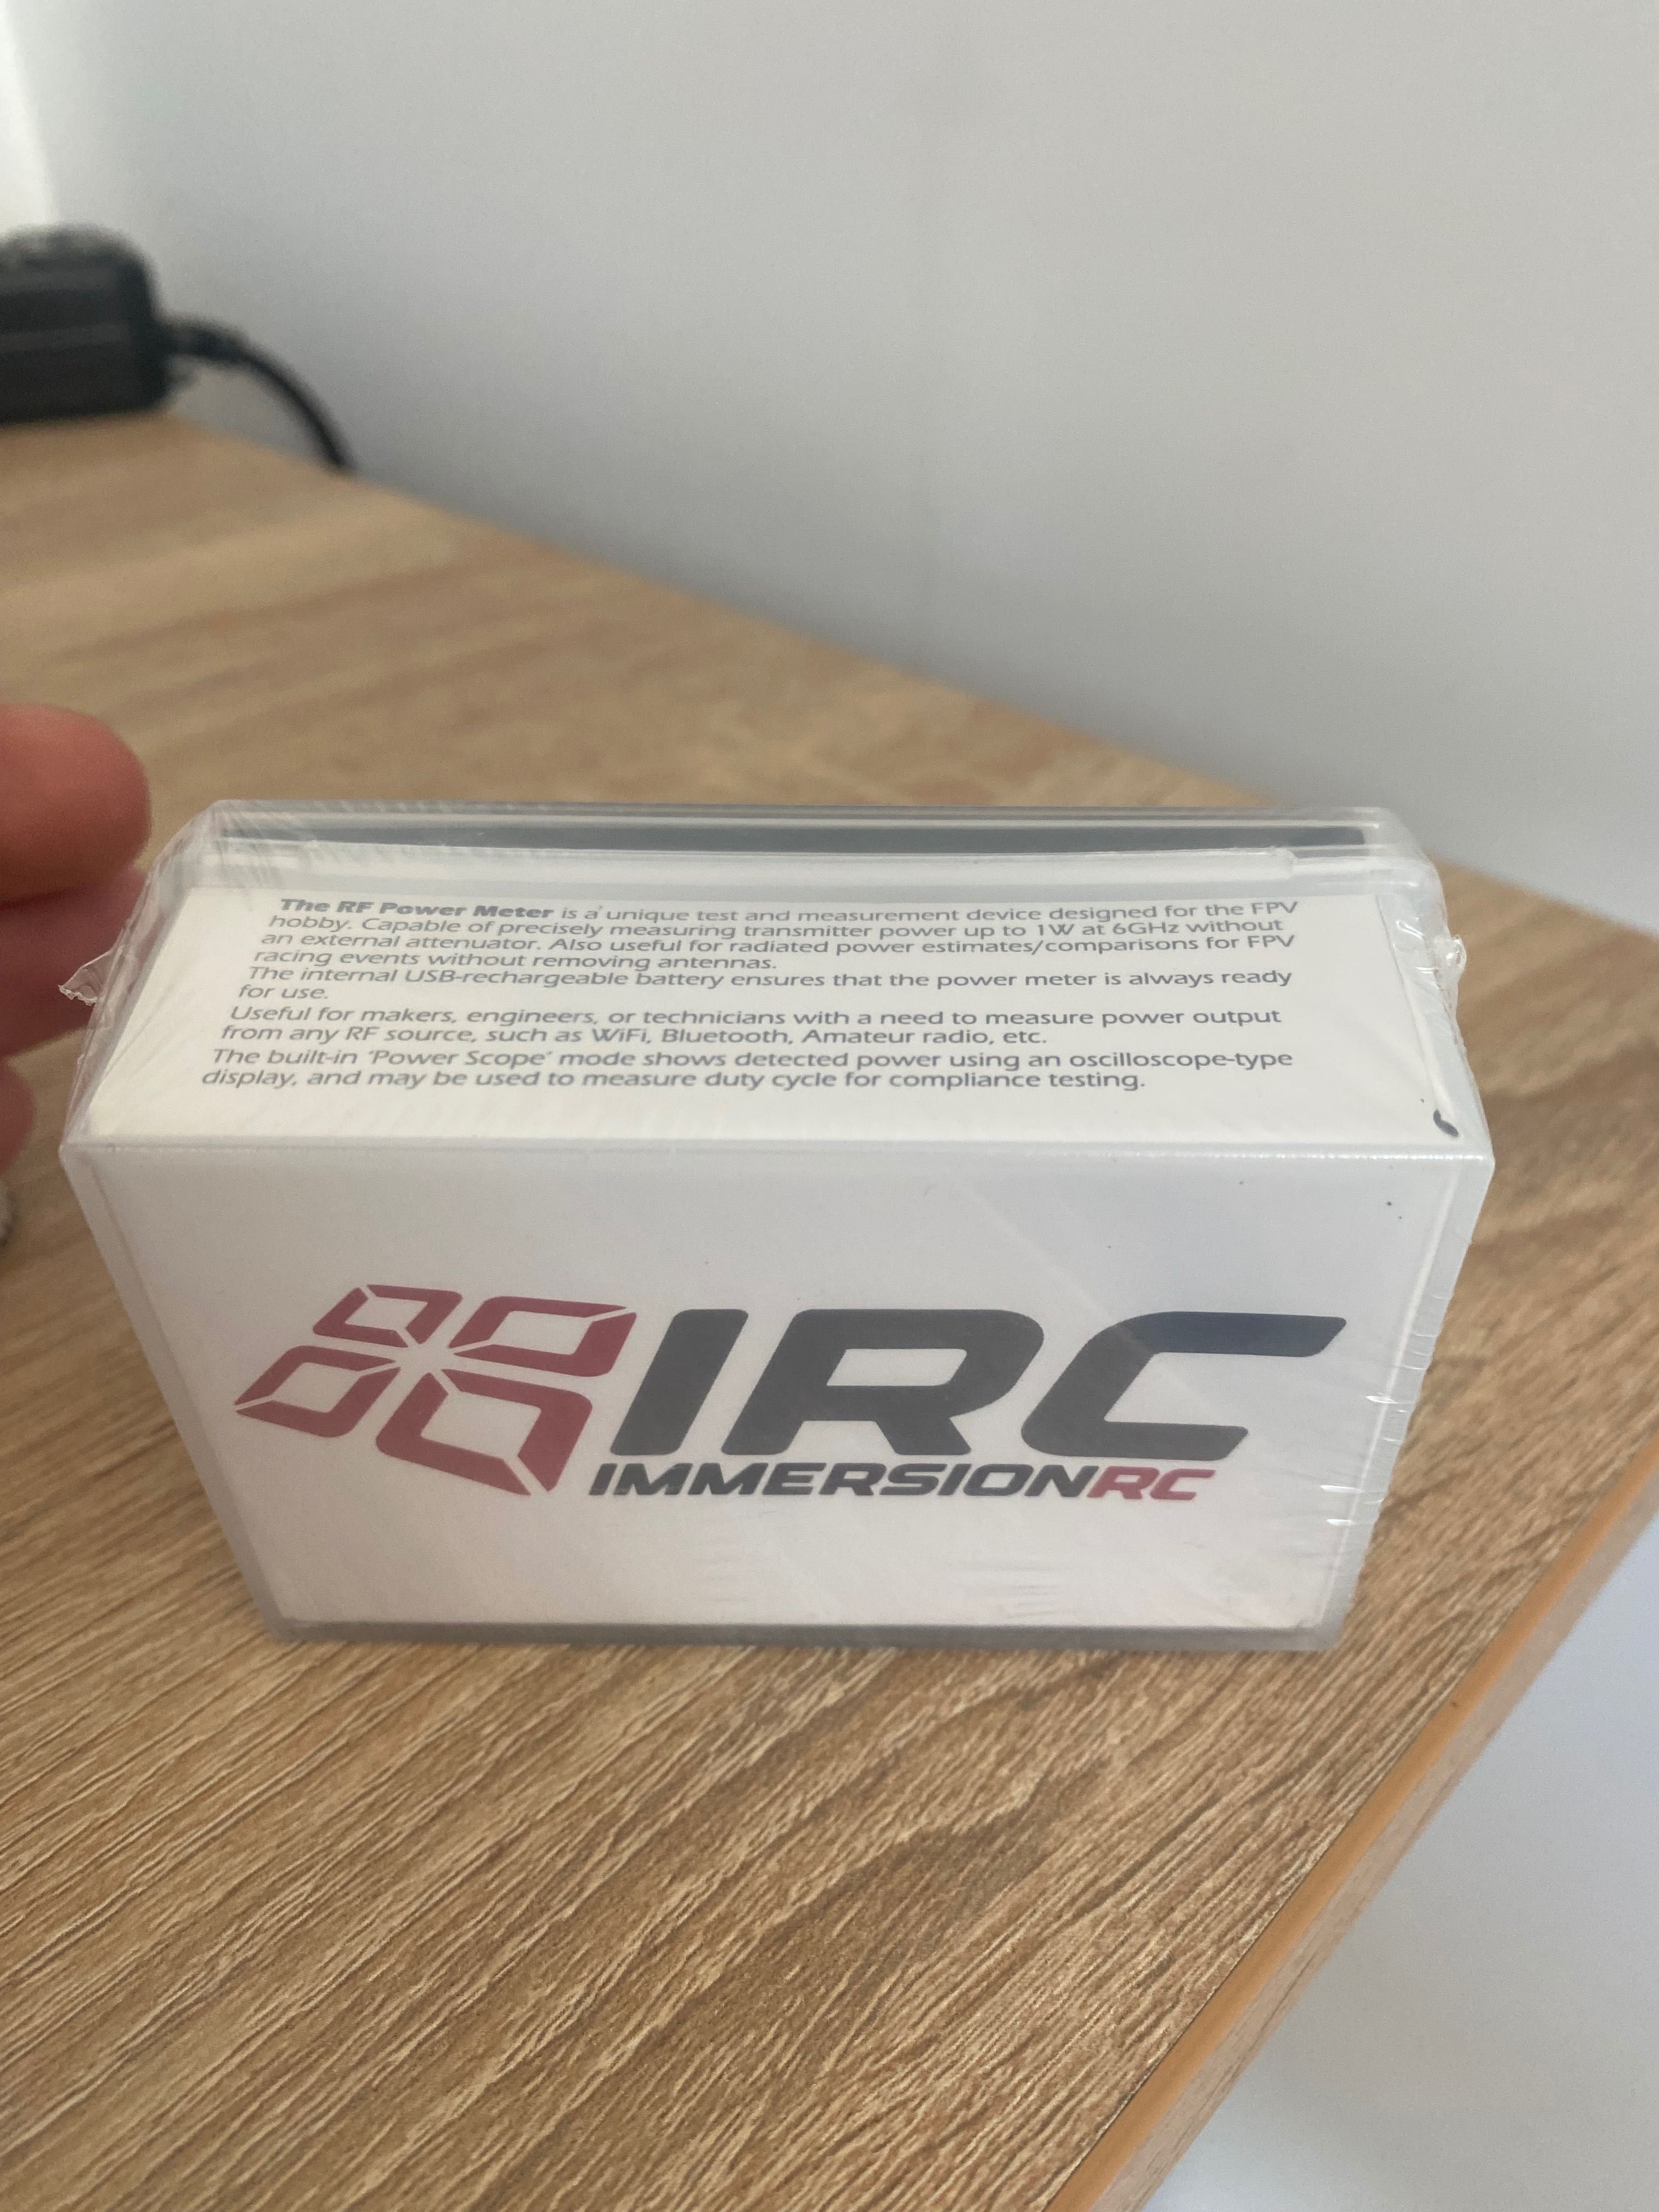 The RF Power Meter is a unique test and measurement device designed for the FPV
hobby. Capable of precisely measuring transmitter power up to 1W at 6GHz without
an external attenuator. Also useful for radiated power estimates/comparisons for FPV
racing events without removing antennas.
The internal USB-rechargeable battery ensures that the power meter is always ready
for use.
Useful for makers, engineers, or technicians with a need to measure power output
from any RF source, such as WiFi, Bluetooth, Amateur radio, etc.
The built-in 'Power Scope' mode shows detected power using an oscilloscope-type
display, and may be used to measure duty cycle for compliance testing.
IRC
IMMERSIONRC